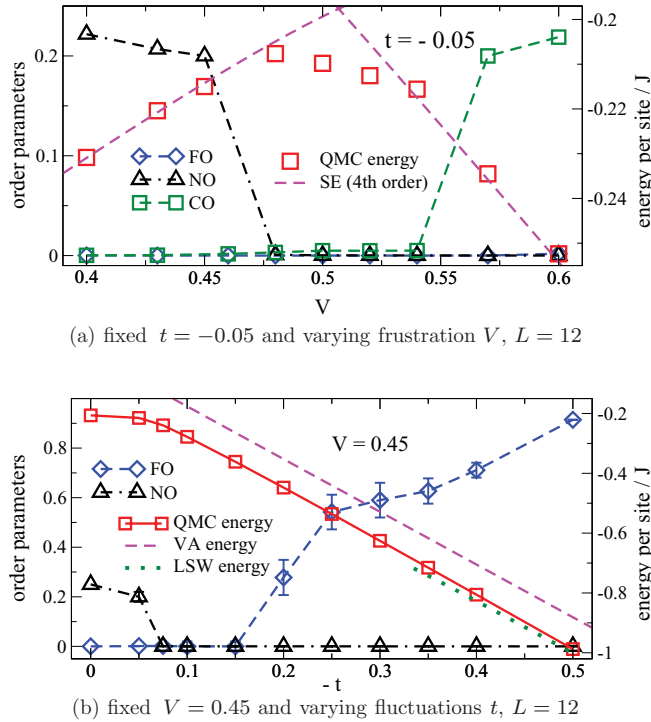 t = - 0.05
order parameters
0.2
0.1
0
-0.2
-0.22
-0.24
energy per site / J
FO
NO
CO
QMC energy
SE (4th order)
0.4
0.45
0.5
0.55
0.6
V
(a) fixed t = −0.05 and varying frustration V, L = 12
V = 0.45
order parameters
0.8
0.6
0.4
0.2
0
-0.2
-0.4
-0.6
-0.8
-1
energy per site / J
FO
NO
QMC energy
VA energy
LSW energy
0
0.1
0.2
0.3
0.4
0.5
- t
(b) fixed V = 0.45 and varying fluctuations t, L = 12